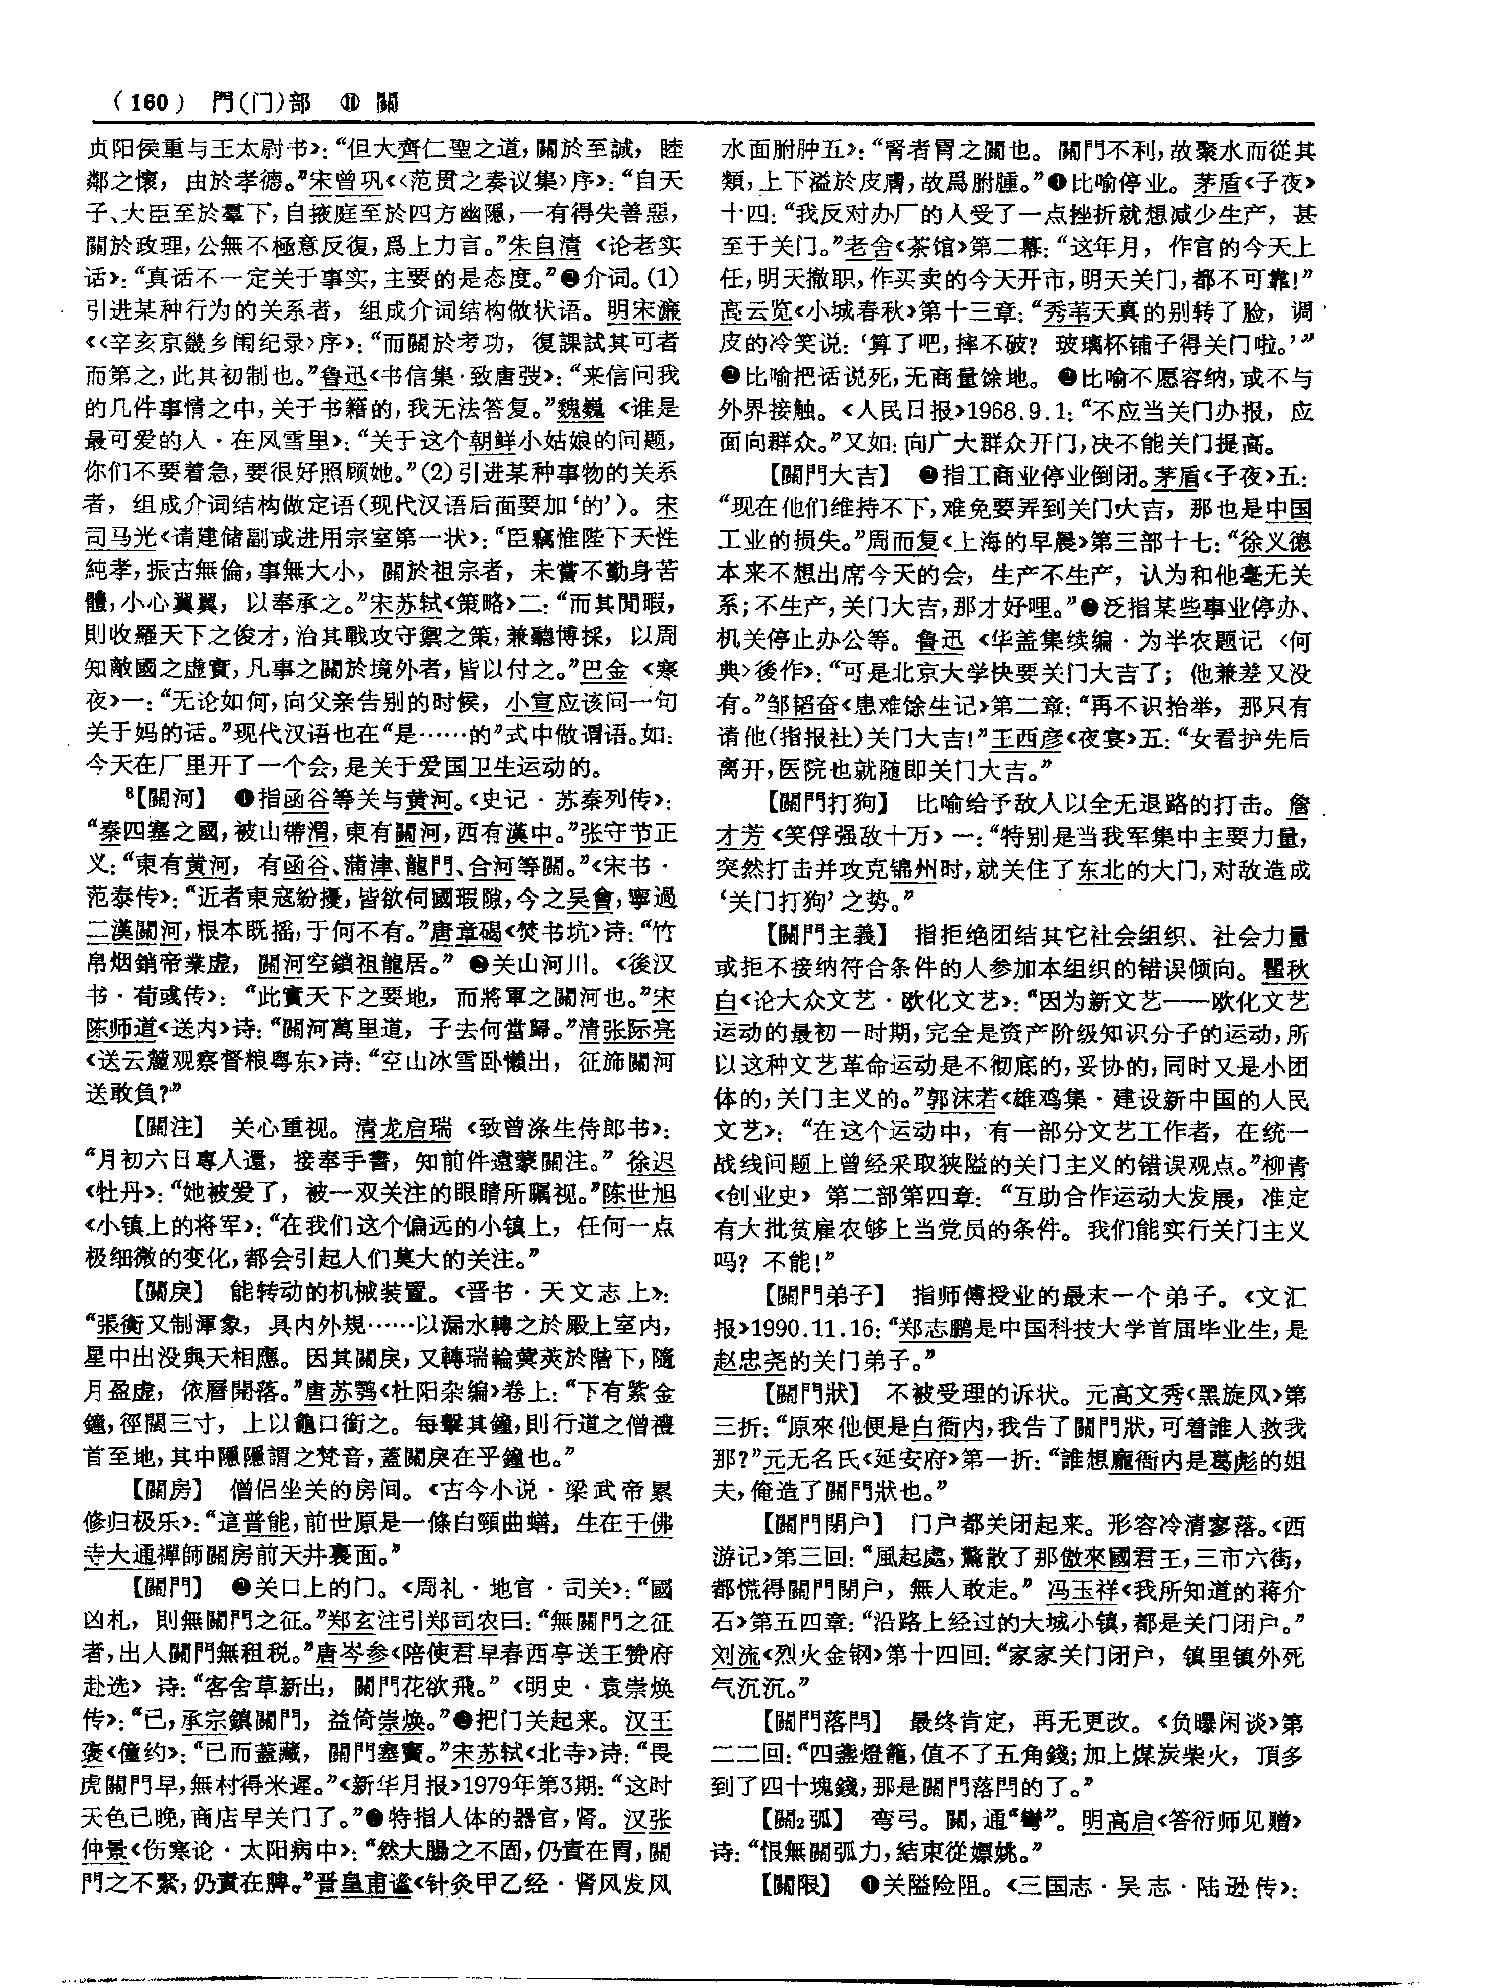 （160） 門(门)部 ⑪ 關
贞阳侯重与王太尉书》：“但大齊仁聖之道，關於至誠，睦
鄰之懷，由於孝德。”宋曾巩《〈范贯之奏议集〉序》：“自天
子、大臣至於羣下，自掖庭至於四方幽隱，一有得失善惡，
關於政理，公無不極意反復，爲上力言。”朱自清《论老实
话》：“真话不一定关于事实，主要的是态度。”介词。(1)
引进某种行为的关系者，组成介词结构做状语。明宋濂
《〈辛亥京畿乡闱纪录〉序》：“而關於考功，復課試其可者
而第之，此其初制也。”鲁迅《书信集·致唐弢》：“来信问我
的几件事情之中，关于书籍的，我无法答复。”魏巍《谁是
最可爱的人·在风雪里》：“关于这个朝鲜小姑娘的问题，
你们不要着急，要很好照顾她。”(2)引进某种事物的关系
者，组成介词结构做定语(现代汉语后面要加‘的’)。宋
司马光《请建储副或进用宗室第一状》：“臣竊惟陛下天性
純孝，振古無倫，事無大小，關於祖宗者，未嘗不勤身苦
體，小心翼翼，以奉承之。”宋苏轼《策略》二：“而其閒暇，
則收羅天下之俊才，治其戰攻守禦之策，兼聽博採，以周
知敵國之虚實，凡事之關於境外者，皆以付之。”巴金《寒
夜》一：“无论如何，向父亲告别的时候，小宣应该问一句
关于妈的话。”现代汉语也在“是……的”式中做谓语。如：
今天在厂里开了一个会，是关于爱国卫生运动的。
8【關河】 ❶指函谷等关与黄河。《史记·苏秦列传》：
“秦四塞之國，被山帶渭，東有關河，西有漢中。”张守节正
义：“東有黄河，有函谷、蒲津、龍門、合河等關。”《宋书·
范泰传》：“近者東寇紛擾，皆欲伺國瑕隙，今之吴會，寧過
二漢關河，根本既摇，于何不有。”唐章碣《焚书坑》诗：“竹
帛烟銷帝業虚，關河空鎖祖龍居。”❷关山河川。《後汉
书·荀彧传》：“此實天下之要地，而將軍之關河也。”宋
陈师道《送内》诗：“關河萬里道，子去何當歸。”清张际亮
《送云麓观察督粮粤东》诗：“空山冰雪卧懶出，征旆關河
送敢負？”
【關注】 关心重视。清龙启瑞《致曾涤生侍郎书》：
“月初六日專人還，接奉手書，知前件遠蒙關注。”徐迟
《牡丹》：“她被爱了，被一双关注的眼睛所瞩视。”陈世旭
《小镇上的将军》：“在我们这个偏远的小镇上，任何一点
极细微的变化，都会引起人们莫大的关注。”
【關戾】 能转动的机械装置。《晋书·天文志上》：
“張衡又制渾象，具内外規……以漏水轉之於殿上室内，
星中出没與天相應。因其關戾，又轉瑞輪蓂莢於階下，隨
月盈虚，依曆開落。”唐苏鹗《杜阳杂编》卷上：“下有紫金
鐘，徑闊三寸，上以龜口銜之。每擊其鐘，則行道之僧禮
首至地，其中隱隱謂之梵音，蓋關戾在乎鐘也。”
【關房】 僧侣坐关的房间。《古今小说·梁武帝累
修归极乐》：“這普能，前世原是一條白頸曲蟮，生在千佛
寺大通禪師關房前天井裏面。”
【關門】 關口上的门。《周礼·地官·司关》：“國
凶札，則無關門之征。”郑玄注引郑司农曰：“無關門之征
者，出入關門無租税。”唐岑参《陪使君早春西亭送王赞府
赴选》诗：“客舍草新出，關門花欲飛。”《明史·袁崇焕
传》：“已，承宗鎮關門，益倚崇焕。”把门关起来。汉王
褒《僮约》：“已而蓋藏，關門塞竇。”宋苏轼《北寺》诗：“畏
虎關門早，無村得米遲。”《新华月报》1979年第3期：“这时
天色已晚，商店早关门了。”特指人体的器官，肾。汉张
仲景《伤寒论·太阳病中》：“然大腸之不固，仍責在胃，關
門之不緊，仍責在脾。”晋皇甫谧《针灸甲乙经·肾风发风
水面胕肿五》：“腎者胃之關也。關門不利，故聚水而從其
類，上下溢於皮膚，故爲胕腫。”比喻停业。茅盾《子夜》
十四：“我反对办厂的人受了一点挫折就想减少生产，甚
至于关门。”老舍《茶馆》第二幕：“这年月，作官的今天上
任，明天撤职，作买卖的今天开市，明天关门，都不可靠！”
高云览《小城春秋》第十三章：“秀苇天真的别转了脸，调
皮的冷笑说：‘算了吧，摔不破？玻璃杯铺子得关门啦。’”
比喻把话说死，无商量馀地。比喻不愿容纳，或不与
外界接触。《人民日报》1968.9.1：“不应当关门办报，应
面向群众。”又如：向广大群众开门，决不能关门提高。
【關門大吉】 指工商业停业倒闭。茅盾《子夜》五：
“现在他们维持不下，难免要弄到关门大吉，那也是中国
工业的损失。”周而复《上海的早晨》第三部十七：“徐义德
本来不想出席今天的会，生产不生产，认为和他毫无关
系；不生产，关门大吉，那才好哩。”❷泛指某些事业停办、
机关停止办公等。鲁迅《华盖集续编·为半农题记〈何
典〉後作》：“可是北京大学快要关门大吉了；他兼差又没
有。”邹韬奋《患难馀生记》第二章：“再不识抬举，那只有
请他(指报社)关门大吉！”王西彦《夜宴》五：“女看护先后
离开，医院也就随即关门大吉。”
【關門打狗】 比喻给予敌人以全无退路的打击。詹
才芳《笑俘强敌十万》一：“特别是当我军集中主要力量，
突然打击并攻克锦州时，就关住了东北的大门，对敌造成
‘关门打狗’之势。”
【關門主義】 指拒绝团结其它社会组织、社会力量
或拒不接纳符合条件的人参加本组织的错误倾向。瞿秋
白《论大众文艺·欧化文艺》：“因为新文艺——欧化文艺
运动的最初一时期，完全是资产阶级知识分子的运动，所
以这种文艺革命运动是不彻底的，妥协的，同时又是小团
体的，关门主义的。”郭沫若《雄鸡集·建设新中国的人民
文艺》：“在这个运动中，有一部分文艺工作者，在统一
战线问题上曾经采取狭隘的关门主义的错误观点。”柳青
《创业史》第二部第四章：“互助合作运动大发展，准定
有大批贫雇农够上当党员的条件。我们能实行关门主义
吗？不能！”
【關門弟子】 指师傅授业的最末一个弟子。《文汇
报》1990.11.16：“郑志鹏是中国科技大学首届毕业生，是
赵忠尧的关门弟子。”
【關門狀】 不被受理的诉状。元高文秀《黑旋风》第
三折：“原來他便是白衙内，我告了關門狀，可着誰人救我
那？”元无名氏《延安府》第一折：“誰想龐衙内是葛彪的姐
夫，俺造了關門狀也。”
【關門閉户】 门户都关闭起来。形容冷清寥落。《西
游记》第三回：“風起處，驚散了那傲來國君王，三市六街，
都慌得關門閉户，無人敢走。”冯玉祥《我所知道的蒋介
石》第五四章：“沿路上经过的大城小镇，都是关门闭户。”
刘流《烈火金钢》第十四回：“家家关门闭户，镇里镇外死
气沉沉。”
【關門落閂】 最终肯定，再无更改。《负曝闲谈》第
二二回：“四盞燈籠，值不了五角錢；加上煤炭柴火，頂多
到了四十塊錢，那是關門落閂的了。”
【關2弧】 弯弓。關，通“彎”。明高启《答衍师见赠》
诗：“恨無關弧力，結束從嫖姚。”
【關限】 ❶关隘险阻。《三国志·吴志·陆逊传》：